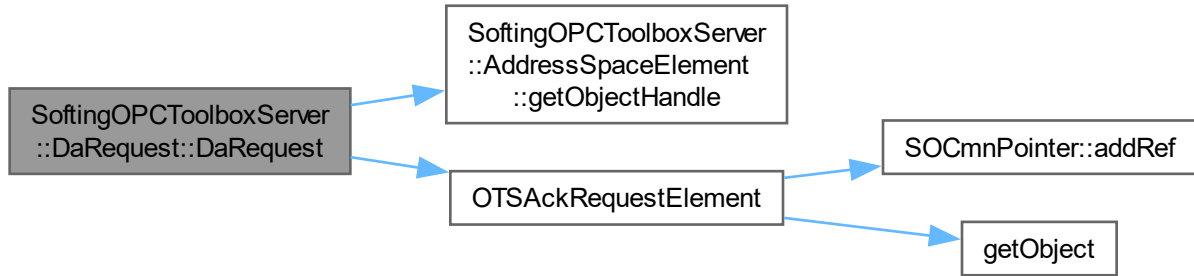 SoftingOPCToolboxServer
::AddressSpaceElement
::getObjectHandle
SoftingOPCToolboxServer
::DaRequest::DaRequest
SOCmnPointer::addRef
OTSAckRequestElement
getObject